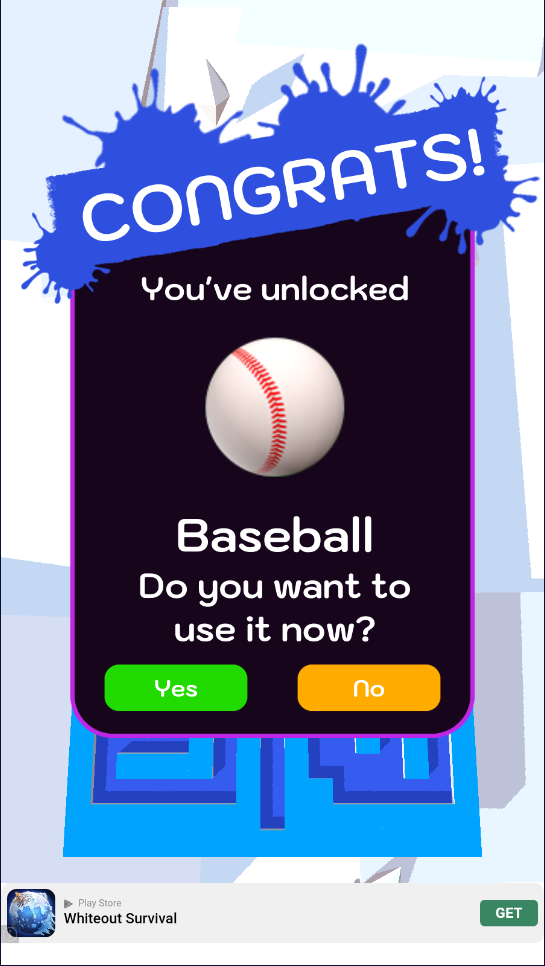 CONGRATS!
You've unlocked
Baseball
Do you want to
use it now?
Yes
No
Play Store
Whiteout Survival
GET